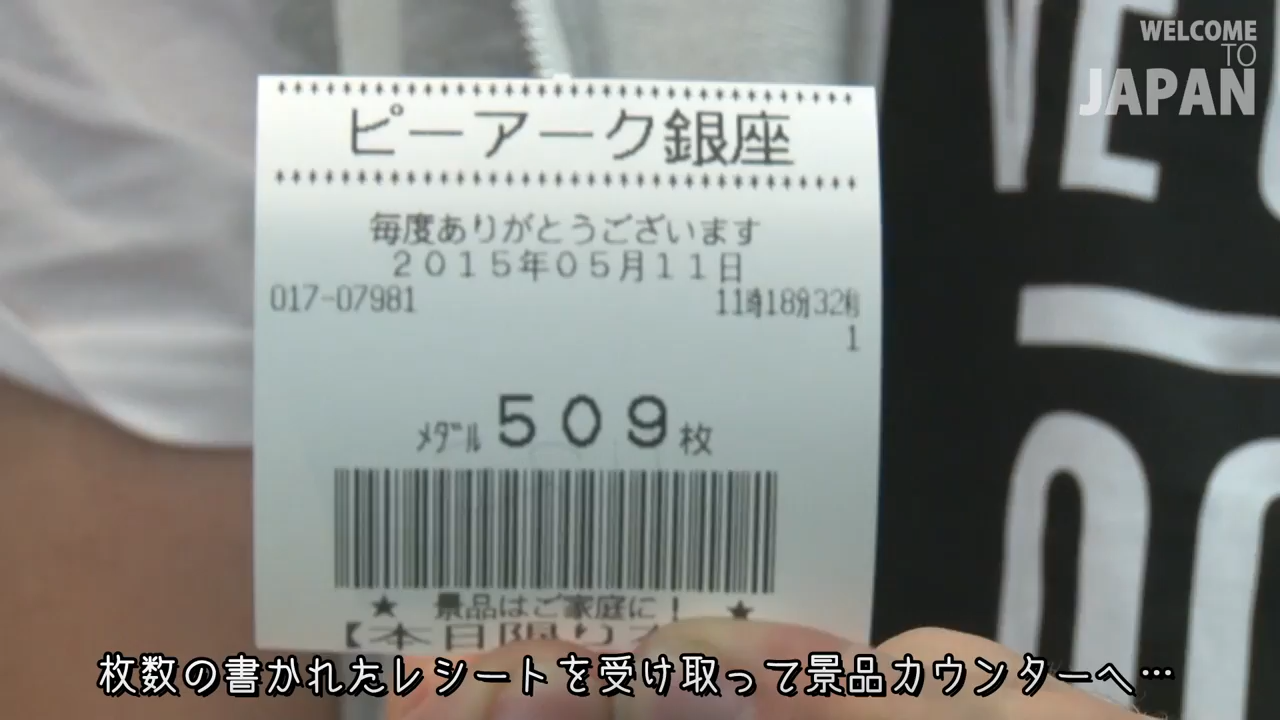 WELCOME
TO
JAPAN
ピーアーク銀座
毎度ありがとうございます
2015年05月11日
017-07981
11時18分32秒
1
ﾒﾀﾞﾙ 509枚
★ 景品はご家庭に! ★
【本日限り
枚数の書かれたレシートを受け取って景品カウンターへ…